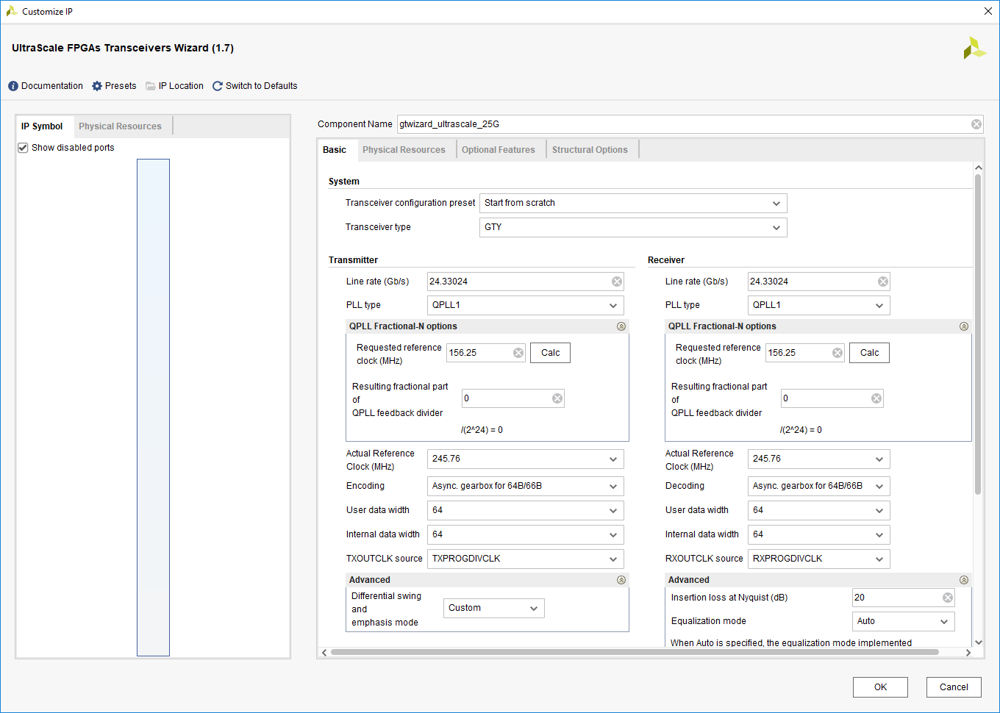 Customize IP
UltraScale FPGAs Transceivers Wizard (1.7)
Documentation Presets IP Location Switch to Defaults
IP Symbol Physical Resources
Show disabled ports
Component Name gtwizard_ultrascale_25G
Basic Physical Resources Optional Features Structural Options
System
Transceiver configuration preset Start from scratch
Transceiver type GTY
Transmitter
Line rate (Gb/s) 24.33024
PLL type QPLL1
QPLL Fractional-N options
Requested reference
clock (MHz) 156.25 Calc
Resulting fractional part
of
QPLL feedback divider 0
/(2^24) = 0
Actual Reference
Clock (MHz) 245.76
Encoding Async. gearbox for 64B/66B
User data width 64
Internal data width 64
TXOUTCLK source TXPROGDIVCLK
Advanced
Differential swing
and
emphasis mode Custom
Receiver
Line rate (Gb/s) 24.33024
PLL type QPLL1
QPLL Fractional-N options
Requested reference
clock (MHz) 156.25 Calc
Resulting fractional part
of
QPLL feedback divider 0
/(2^24) = 0
Actual Reference
Clock (MHz) 245.76
Decoding Async. gearbox for 64B/66B
User data width 64
Internal data width 64
RXOUTCLK source RXPROGDIVCLK
Advanced
Insertion loss at Nyquist (dB) 20
Equalization mode Auto
When Auto is specified, the equalization mode implemented
OK Cancel